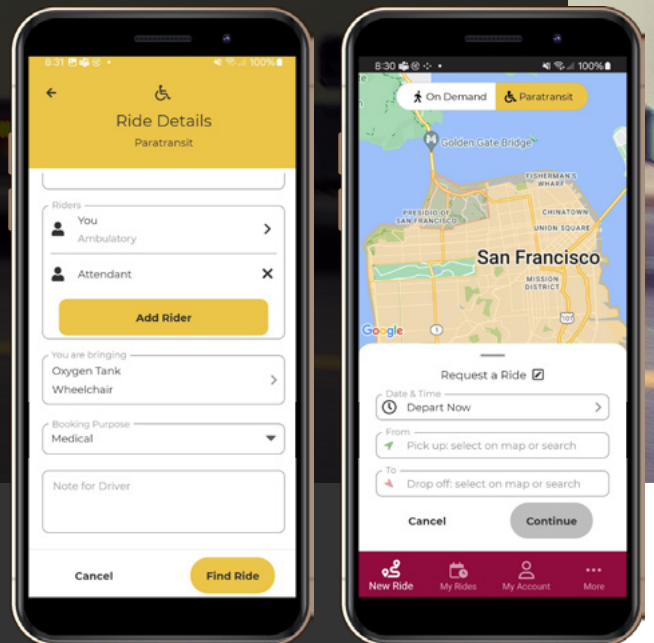 8:31
100%
Ride Details
Paratransit
Riders
You
Ambulatory
Attendant
Add Rider
You are bringing
Oxygen Tank
Wheelchair
Booking Purpose
Medical
Note for Driver
Cancel
Find Ride
8:30
100%
On Demand
Paratransit
Golden Gate Bridge
FISHERMAN'S
WHARF
PRESIDIO OF
SAN FRANCISCO
CHINATOWN
UNION SQUARE
San Francisco
MISSION
DISTRICT
101
Google
1
Request a Ride
Date & Time
Depart Now
From
Pick up: select on map or search
To
Drop off: select on map or search
Cancel
Continue
New Ride
My Rides
My Account
More